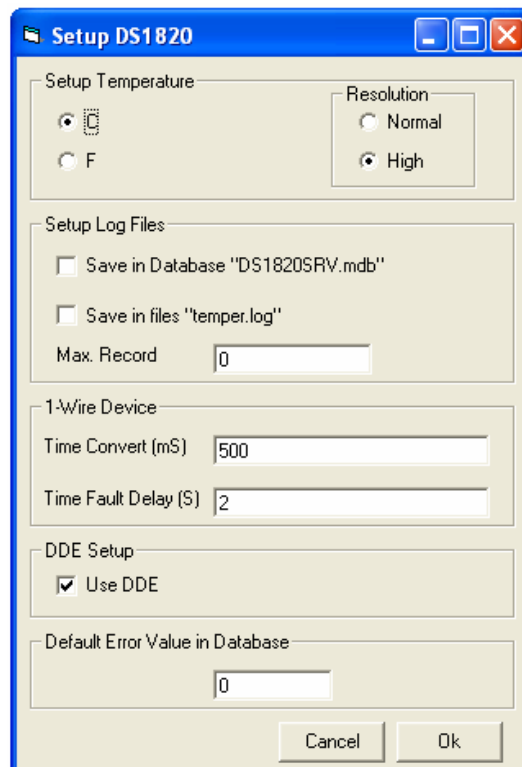 Setup DS1820
Setup Temperature
C
F
Resolution
Normal
High
Setup Log Files
Save in Database "DS1820SRV.mdb"
Save in files "temper.log"
Max. Record 0
1-Wire Device
Time Convert (mS) 500
Time Fault Delay (S) 2
DDE Setup
Use DDE
Default Error Value in Database
0
Cancel Ok